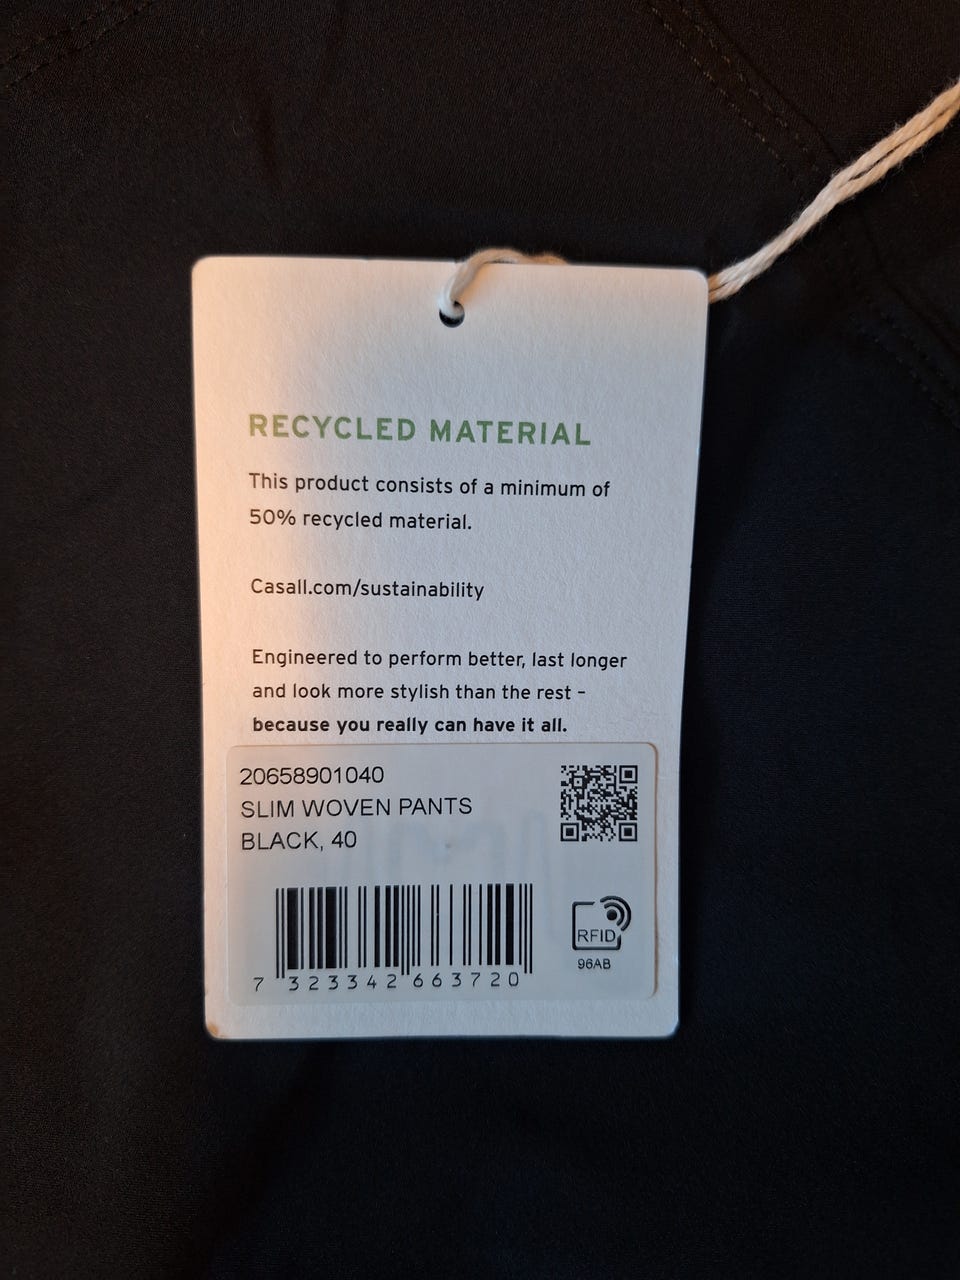 RECYCLED MATERIAL
This product consists of a minimum of
50% recycled material.
Casall.com/sustainability
Engineered to perform better, last longer
and look more stylish than the rest –
because you really can have it all.
20658901040
SLIM WOVEN PANTS
BLACK, 40
RFID
96AB
7 323342 663720